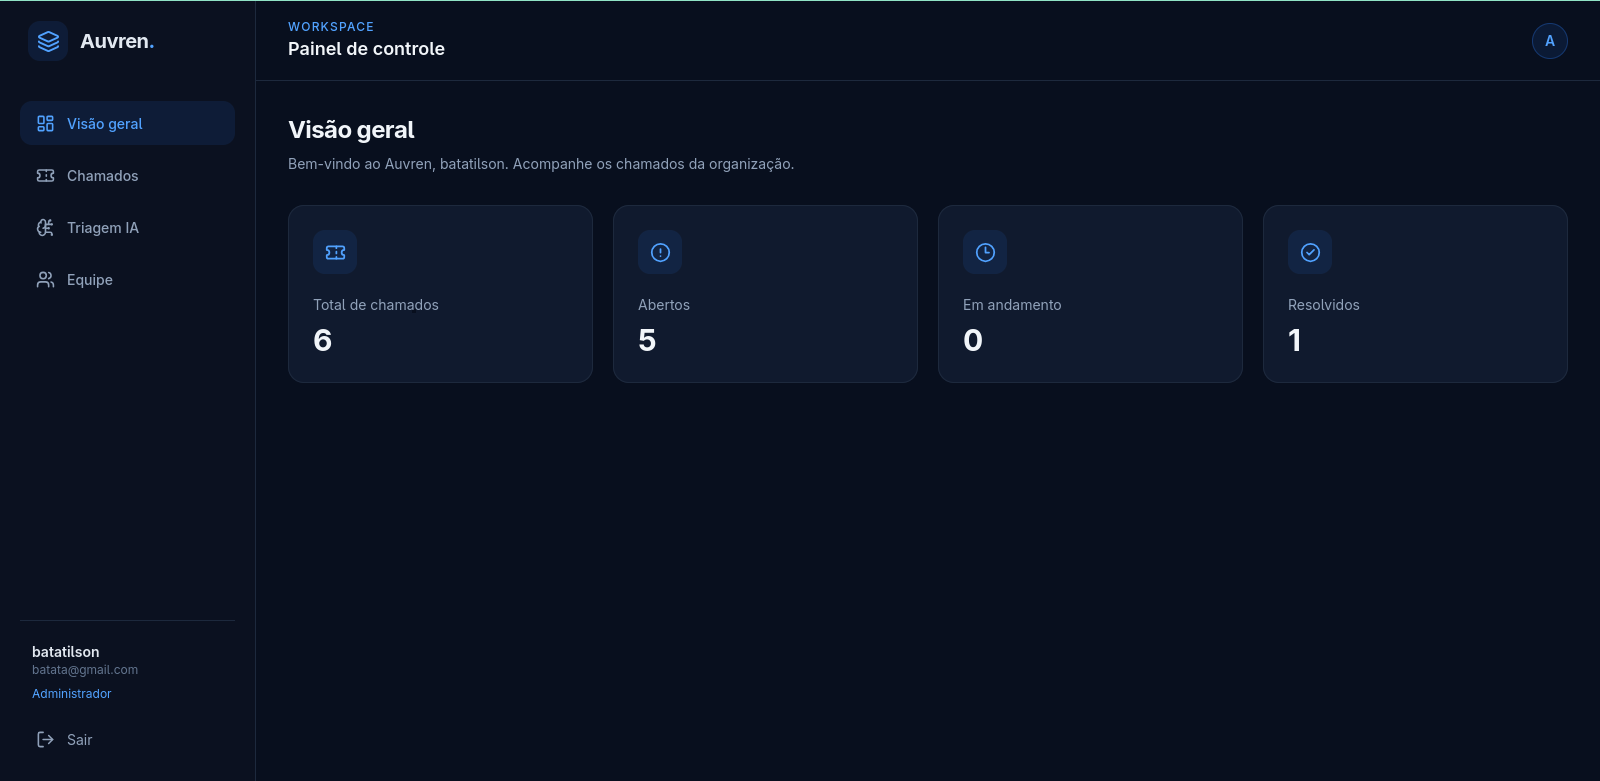 Auvren.
Visão geral
Chamados
Triagem IA
Equipe
batatilson
batata@gmail.com
Administrador
Sair
WORKSPACE
Painel de controle
A
Visão geral
Bem-vindo ao Auvren, batatilson. Acompanhe os chamados da organização.
Total de chamados
6
Abertos
5
Em andamento
0
Resolvidos
1